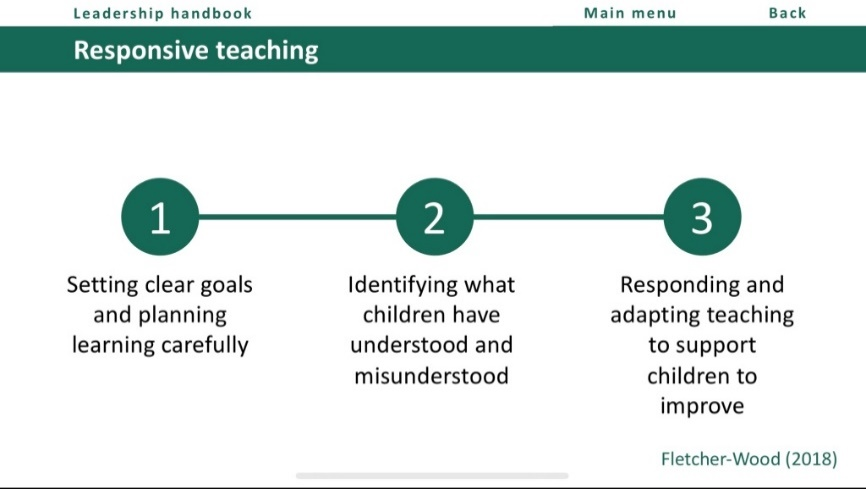 Leadership handbook
Main menu
Back
Responsive teaching
1
2
3
Setting clear goals
and planning
learning carefully
Identifying what
children have
understood and
misunderstood
Responding and
adapting teaching
to support
children to
improve
Fletcher-Wood (2018)